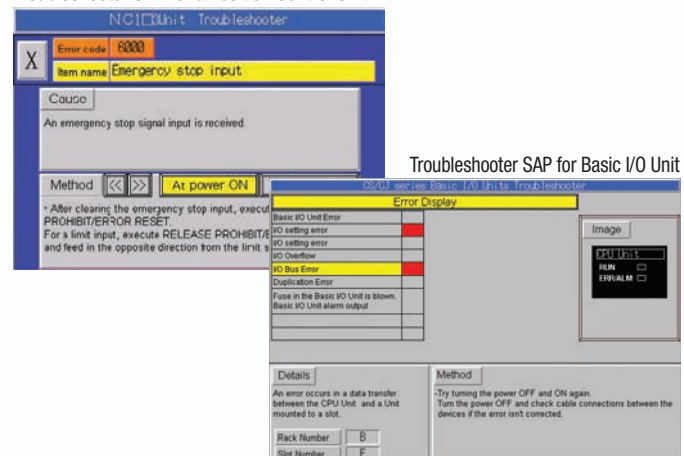 NC1□3Unit Troubleshooter
X
Error code 6000
Item name Emergency stop input
Cause
An emergency stop signal input is received.
Method << >> At power ON
・After clearing the emergency stop input,
PROHIBIT/ERROR RESET.
For a limit input, execute RELEASE
and feed in the opposite direction from the limit
Troubleshooter SAP for Basic I/O Unit
CS/CJ series Basic I/O Units Troubleshooter
Error Display
Basic I/O Unit Error
I/O setting error
I/O setting error
I/O Overflow
I/O Bus Error
Duplication Error
Fuse in the Basic I/O Unit is blown.
Basic I/O Unit alarm output
Image
CPU Unit
RUN
ERR/ALM
Details
An error occurs in a data transfer
between the CPU Unit and a Unit
mounted to a slot.
Rack Number B
Slot Number F
Method
-Try turning the power OFF and ON again.
Turn the power OFF and check cable connections between the
devices if the error isn't corrected.